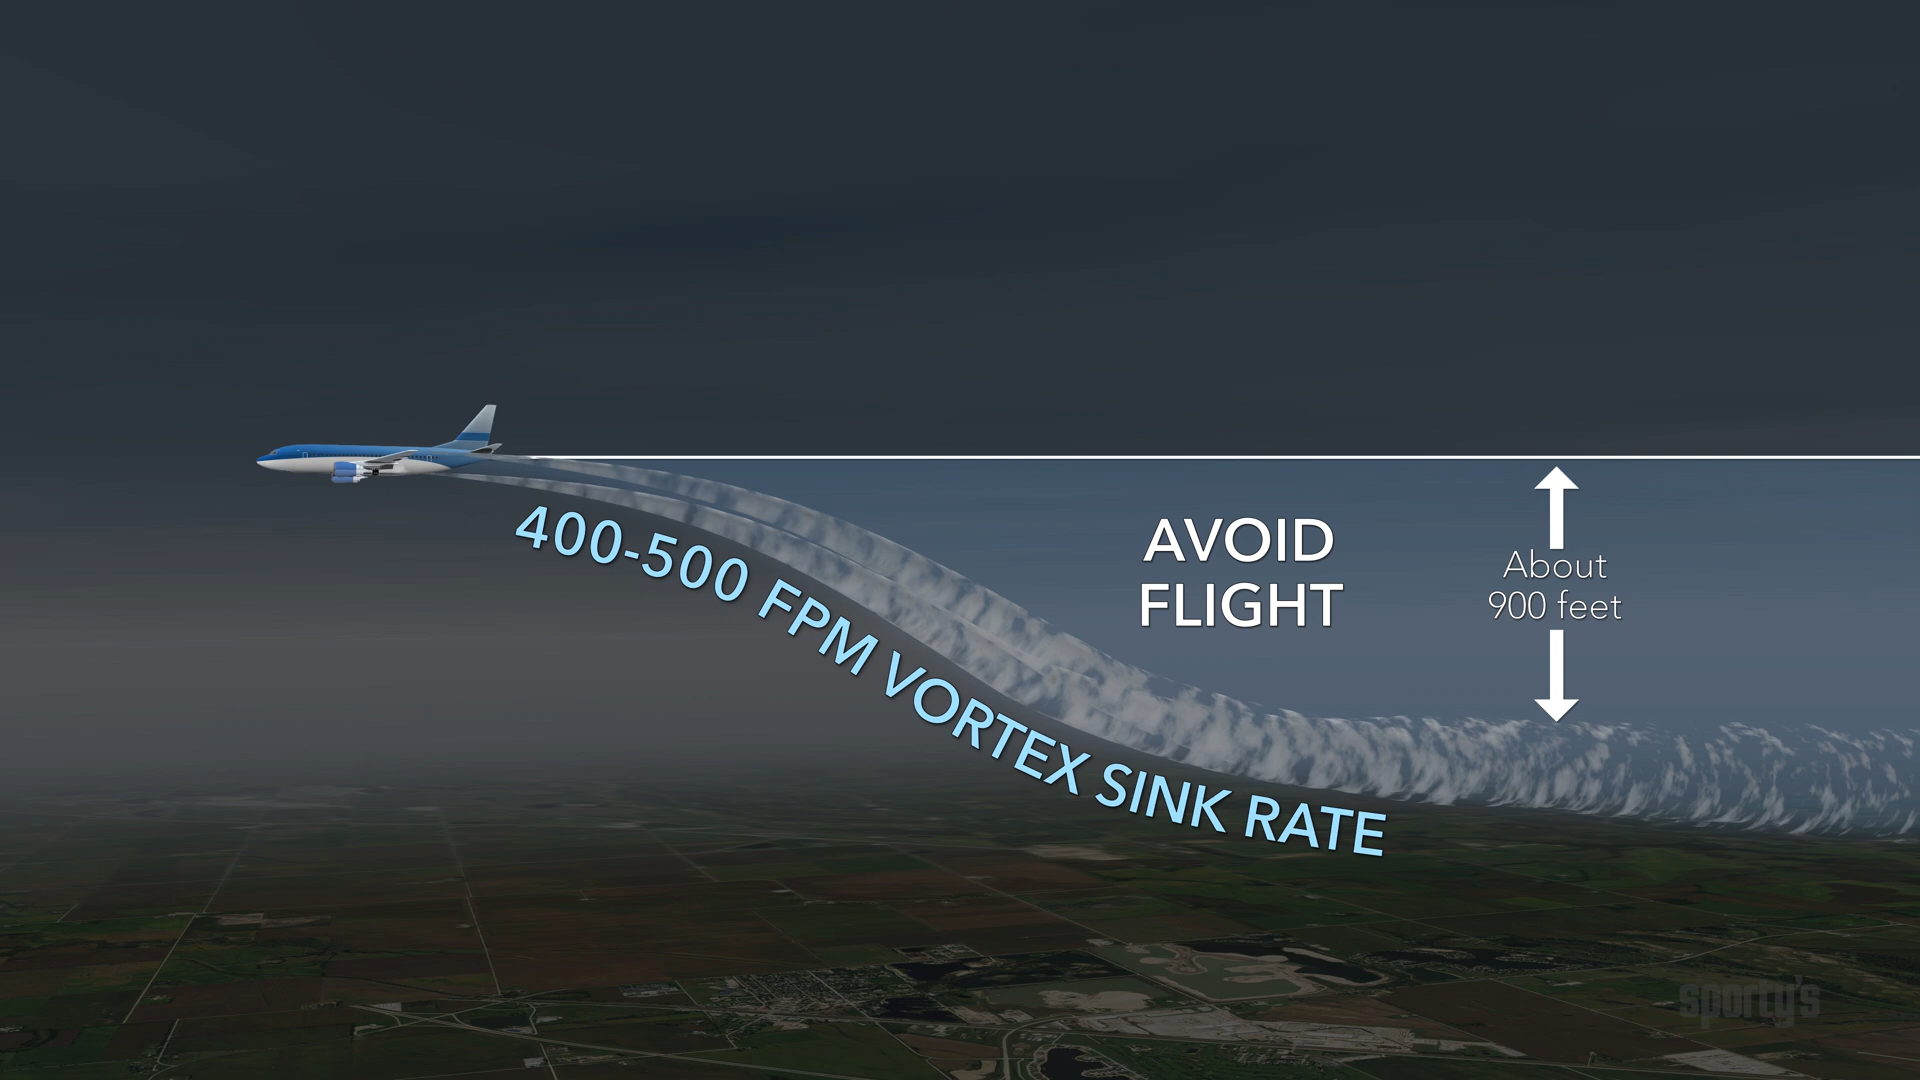 400-500 FPM VORTEX SINK RATE
AVOID
FLIGHT
About
900 feet
sporty's